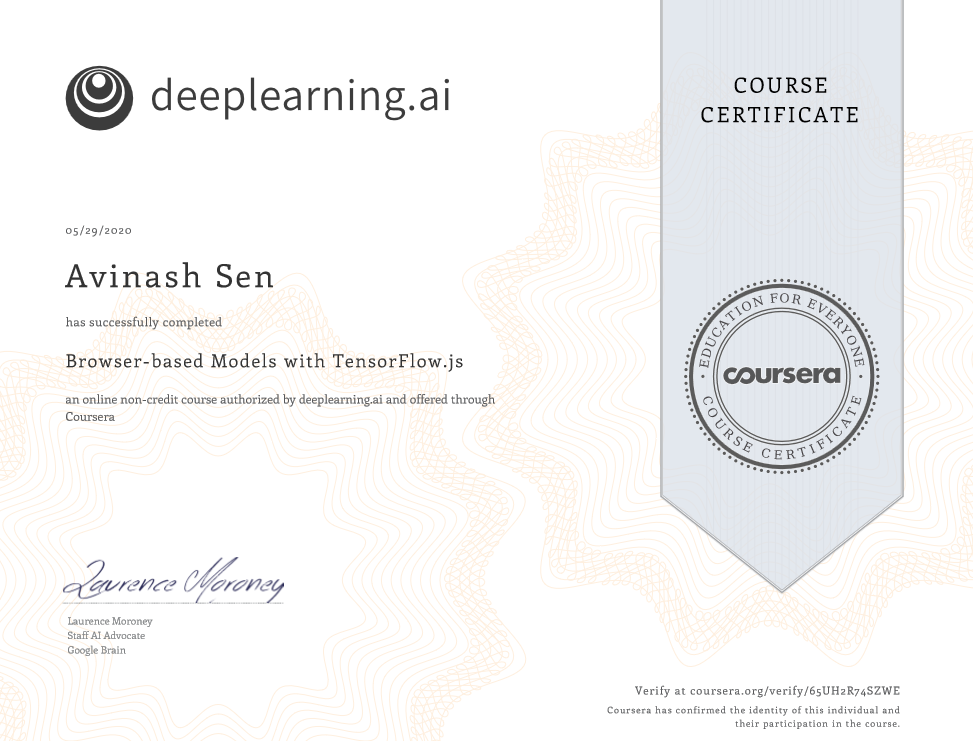 deeplearning.ai
COURSE
CERTIFICATE
05/29/2020
Avinash Sen
has successfully completed
Browser-based Models with TensorFlow.js
an online non-credit course authorized by deeplearning.ai and offered through
Coursera
EDUCATION FOR EVERYONE
coursera
COURSE CERTIFICATE
Laurence Moroney
Laurence Moroney
Staff AI Advocate
Google Brain
Verify at coursera.org/verify/65UH2R74SZWE
Coursera has confirmed the identity of this individual and
their participation in the course.